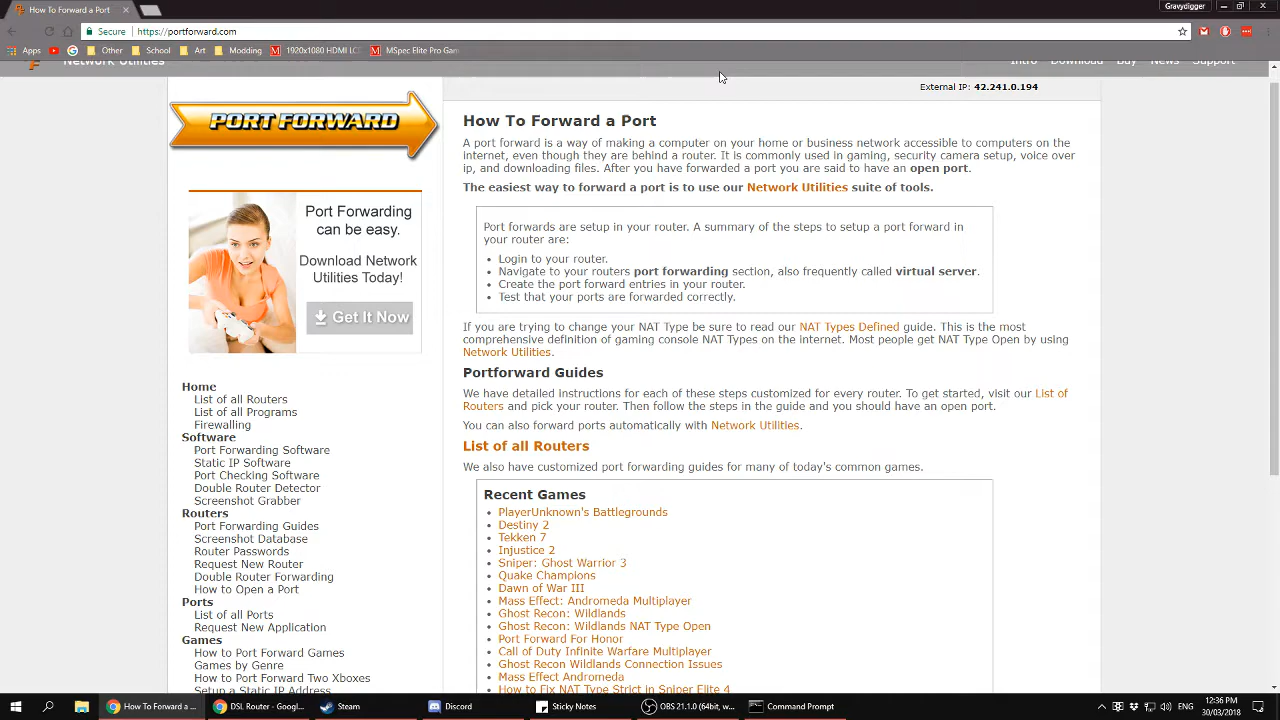 How To Forward a Port
Gravydigger
Secure
https://portforward.com
Apps
Other
School
Art
Modding
1920x1080 HDMI LCD
MSpec Elite Pro Gam
Network Utilities
Intro Download Buy News Support
External IP: 42.241.0.194
PORT FORWARD
Port Forwarding
can be easy.
Download Network
Utilities Today!
Get It Now
Home
List of all Routers
List of all Programs
Firewalling
Software
Port Forwarding Software
Static IP Software
Port Checking Software
Double Router Detector
Screenshot Grabber
Routers
Port Forwarding Guides
Screenshot Database
Router Passwords
Request New Router
Double Router Forwarding
How to Open a Port
Ports
List of all Ports
Request New Application
Games
How to Port Forward Games
Games by Genre
How to Port Forward Two Xboxes
Setup a Static IP Address
How To Forward a Port
A port forward is a way of making a computer on your home or business network accessible to computers on the
internet, even though they are behind a router. It is commonly used in gaming, security camera setup, voice over
ip, and downloading files. After you have forwarded a port you are said to have an open port.
The easiest way to forward a port is to use our Network Utilities suite of tools.
Port forwards are setup in your router. A summary of the steps to setup a port forward in
your router are:
Login to your router.
Navigate to your routers port forwarding section, also frequently called virtual server.
Create the port forward entries in your router.
Test that your ports are forwarded correctly.
If you are trying to change your NAT Type be sure to read our NAT Types Defined guide. This is the most
comprehensive definition of gaming console NAT Types on the internet. Most people get NAT Type Open by using
Network Utilities.
Portforward Guides
We have detailed instructions for each of these steps customized for every router. To get started, visit our List of
Routers and pick your router. Then follow the steps in the guide and you should have an open port.
You can also forward ports automatically with Network Utilities.
List of all Routers
We also have customized port forwarding guides for many of today's common games.
Recent Games
PlayerUnknown's Battlegrounds
Destiny 2
Tekken 7
Injustice 2
Sniper: Ghost Warrior 3
Quake Champions
Dawn of War III
Mass Effect: Andromeda Multiplayer
Ghost Recon: Wildlands
Ghost Recon: Wildlands NAT Type Open
Port Forward For Honor
Call of Duty Infinite Warfare Multiplayer
Ghost Recon Wildlands Connection Issues
Mass Effect Andromeda
How to Fix NAT Type Strict in Sniper Elite 4
How To Forward a ...
DSL Router - Googl...
Steam
Discord
Sticky Notes
OBS 21.1.0 (64bit, w...
Command Prompt
12:36 PM
30/03/2018